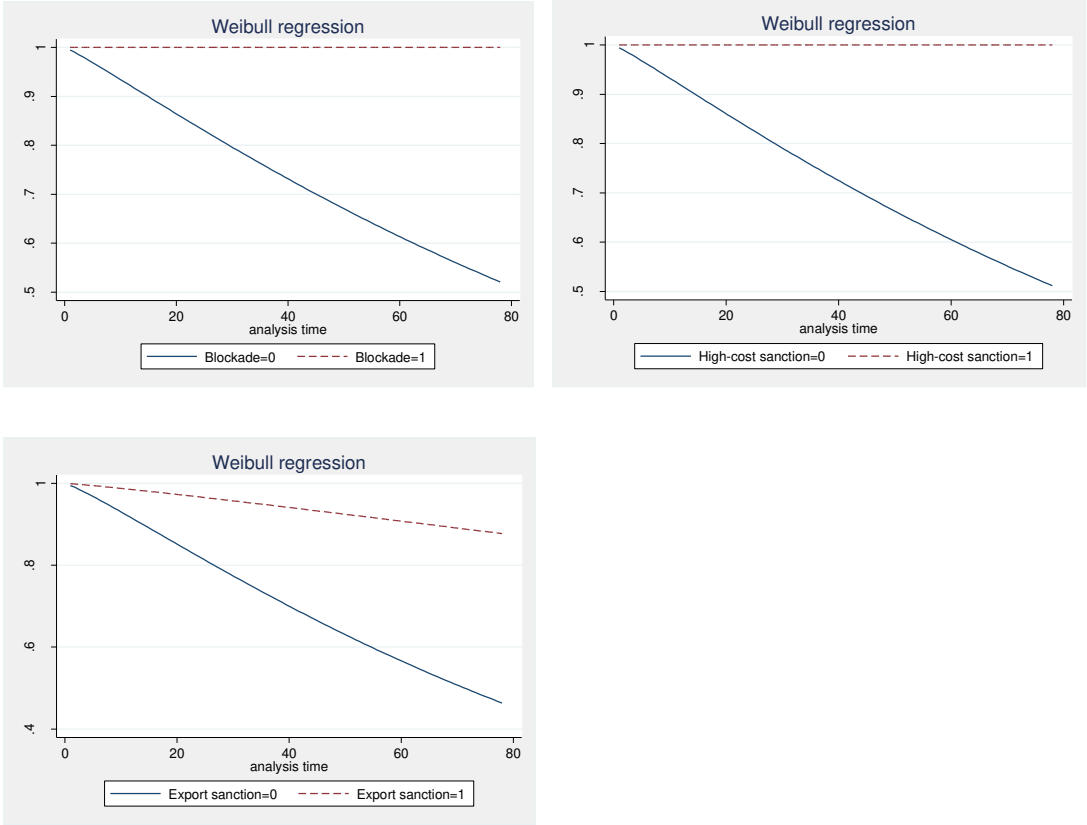 Weibull regression
1
.9
.8
.7
.6
.5
0 20 40 60 80
analysis time
Blockade=0 Blockade=1
Weibull regression
1
.9
.8
.7
.6
.5
0 20 40 60 80
analysis time
High-cost sanction=0 High-cost sanction=1
Weibull regression
1
.8
.6
.4
0 20 40 60 80
analysis time
Export sanction=0 Export sanction=1